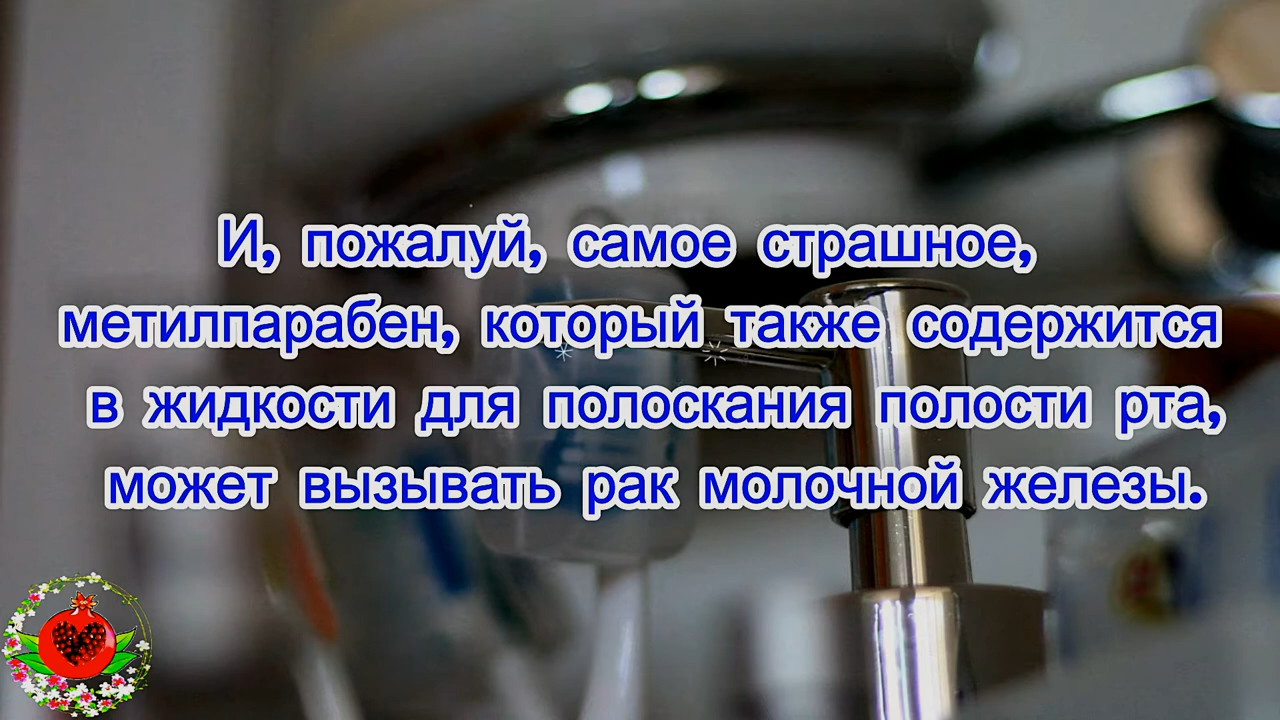 И, пожалуй, самое страшное,
метилпарабен, который также содержится
в жидкости для полоскания полости рта,
может вызывать рак молочной железы.